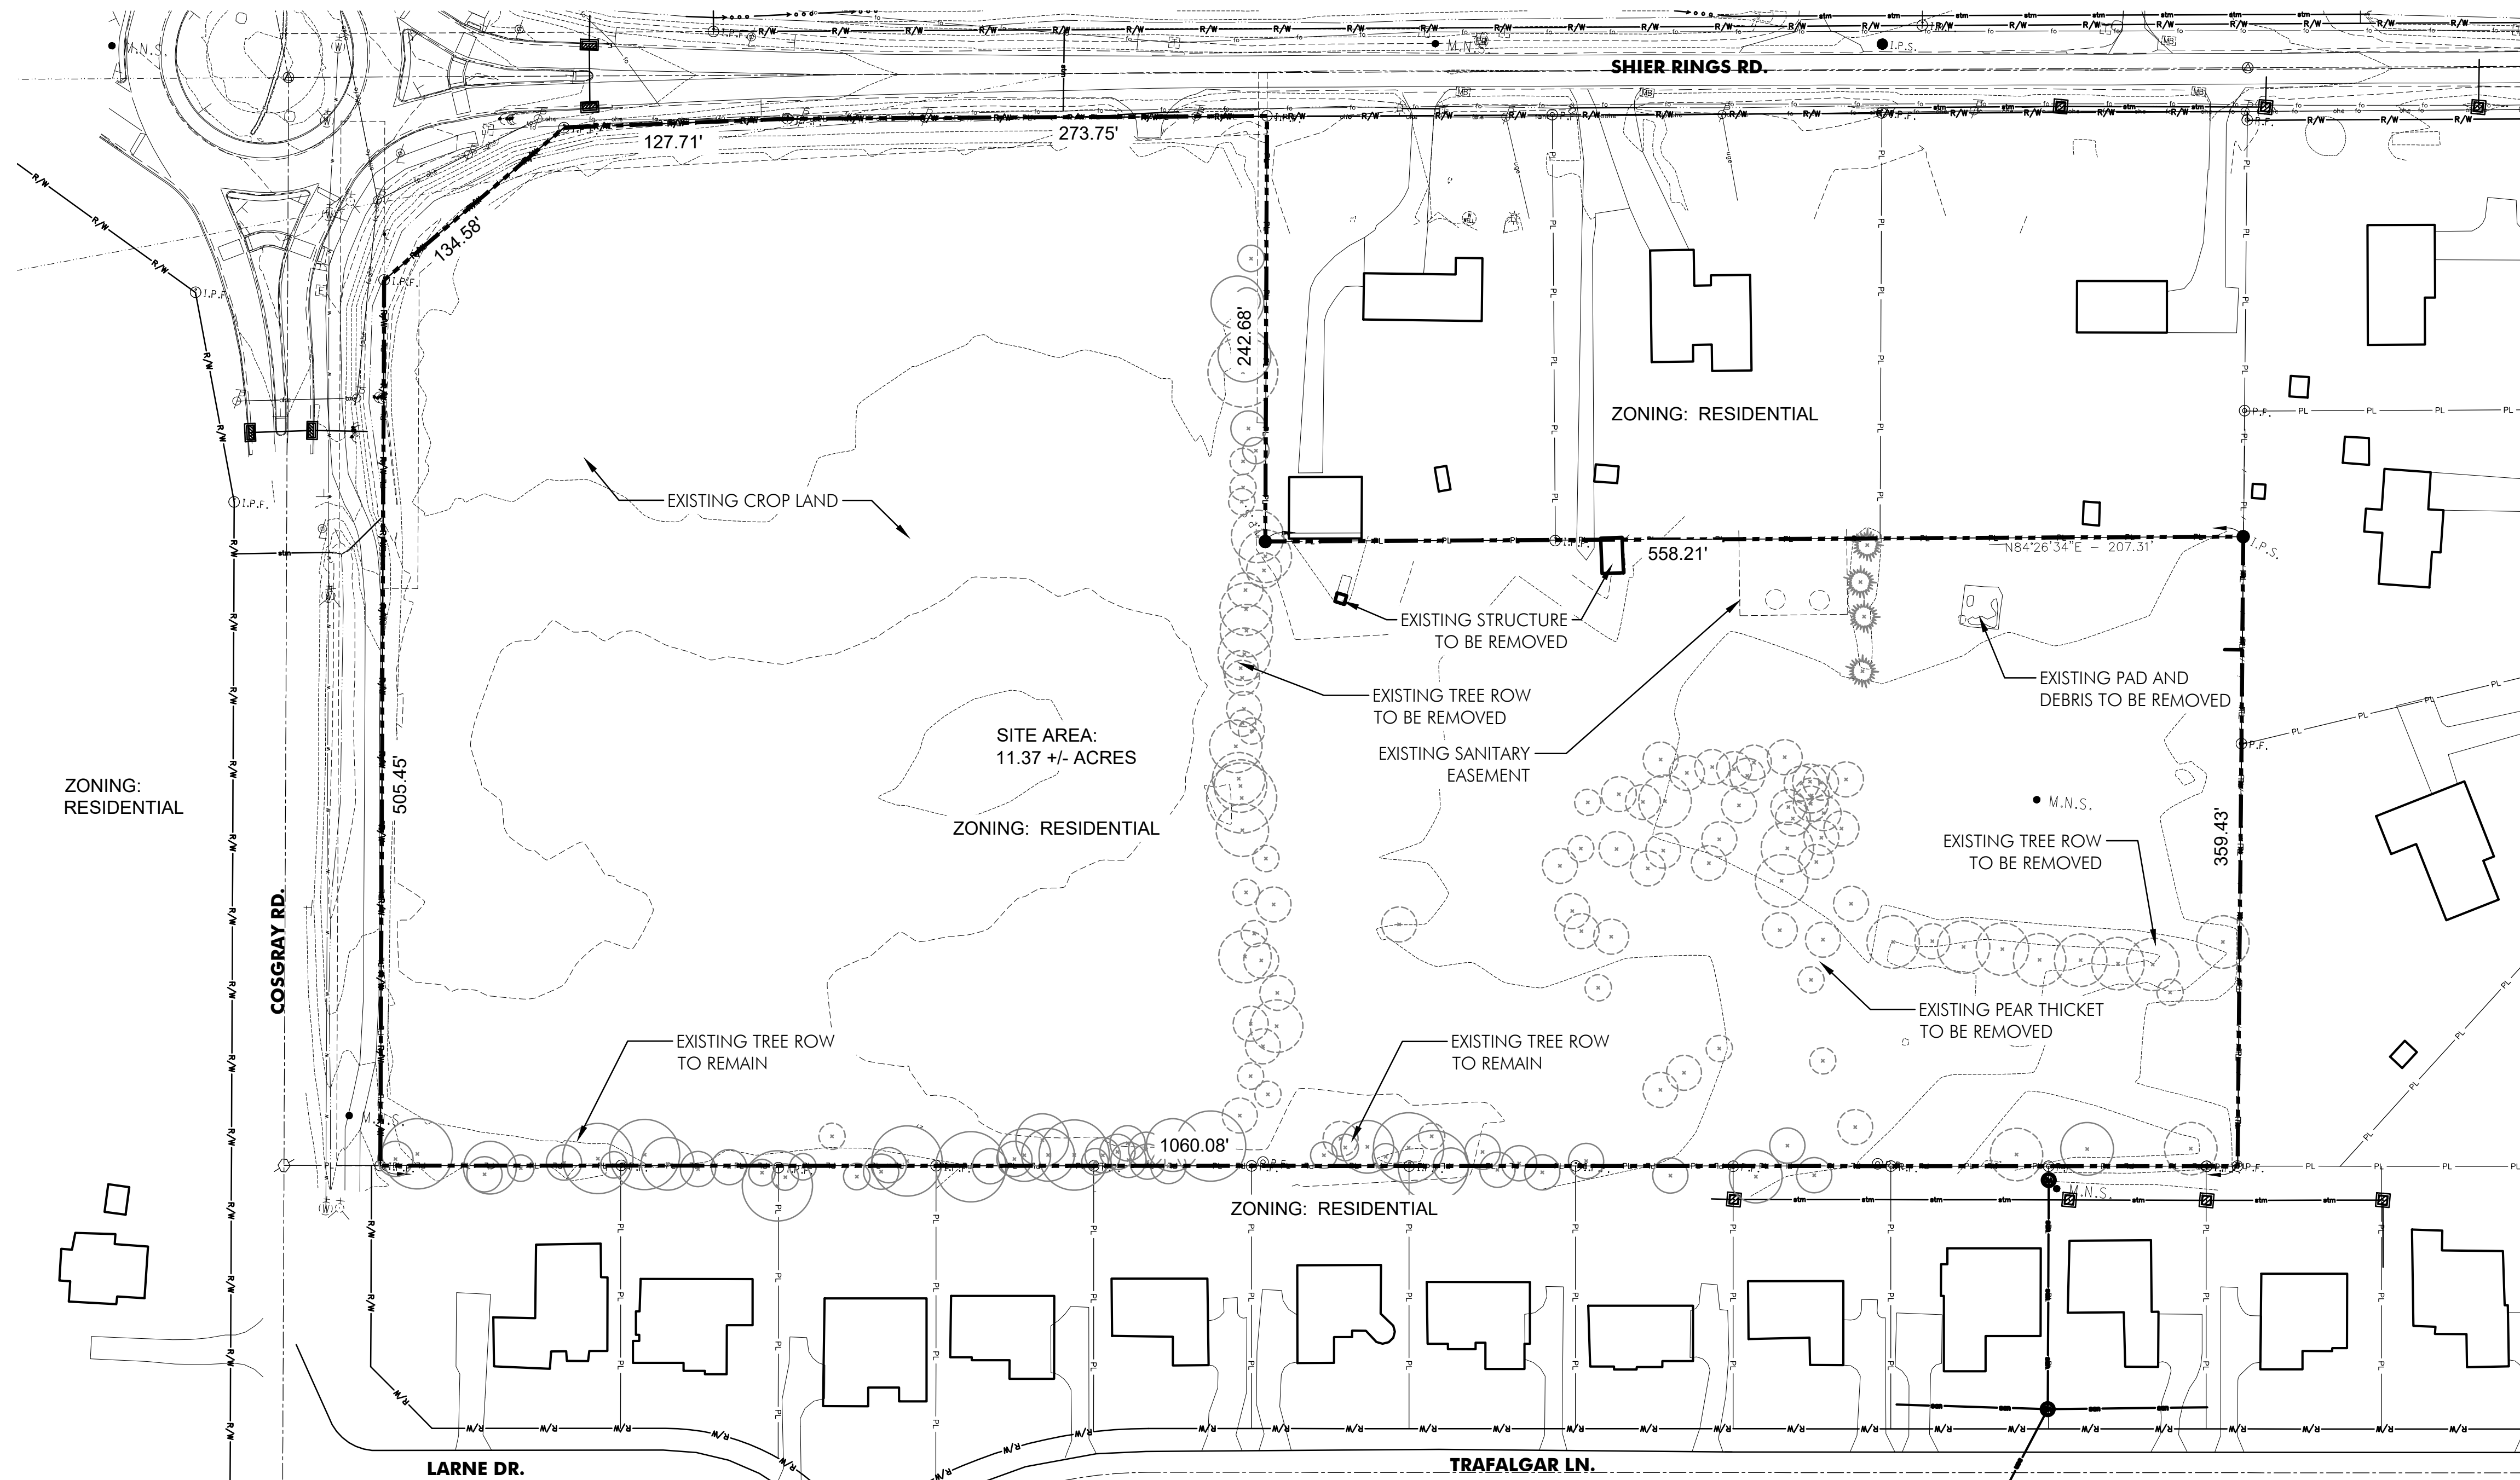 M.N.S.
I.P.F.
R/W
M.N.S.
I.P.S.
SHIER RINGS RD.
127.71'
273.75'
134.58'
I.P.F.
I.P.F.
242.68'
ZONING:  RESIDENTIAL
P.F.
EXISTING CROP LAND
I.P.F.
558.21'
N84°26'34"E - 207.31'
I.P.S.
EXISTING STRUCTURE
TO BE REMOVED
EXISTING TREE ROW
TO BE REMOVED
EXISTING PAD AND
DEBRIS TO BE REMOVED
SITE AREA:
11.37 +/- ACRES
EXISTING SANITARY
EASEMENT
P.F.
ZONING:
RESIDENTIAL
505.45'
ZONING:  RESIDENTIAL
M.N.S.
359.43'
EXISTING TREE ROW
TO BE REMOVED
COSGRAY RD.
EXISTING PEAR THICKET
TO BE REMOVED
EXISTING TREE ROW
TO REMAIN
EXISTING TREE ROW
TO REMAIN
M.N.S.
1060.08'
M.N.S.
ZONING:  RESIDENTIAL
stm
PL
R/W
LARNE DR.
TRAFALGAR LN.